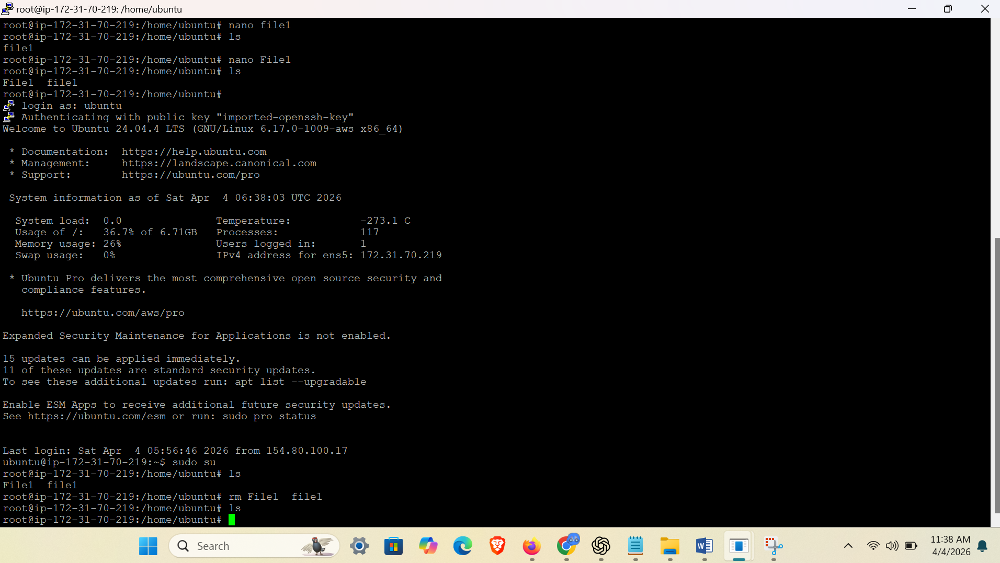 root@ip-172-31-70-219: /home/ubuntu
root@ip-172-31-70-219:/home/ubuntu# nano file1
root@ip-172-31-70-219:/home/ubuntu# ls
file1
root@ip-172-31-70-219:/home/ubuntu# nano File1
root@ip-172-31-70-219:/home/ubuntu# ls
File1  file1
root@ip-172-31-70-219:/home/ubuntu#
login as: ubuntu
Authenticating with public key "imported-openssh-key"
Welcome to Ubuntu 24.04.4 LTS (GNU/Linux 6.17.0-1009-aws x86_64)
* Documentation:  https://help.ubuntu.com
* Management:     https://landscape.canonical.com
* Support:        https://ubuntu.com/pro
System information as of Sat Apr  4 06:38:03 UTC 2026
System load:  0.0               Temperature:           -273.1 C
Usage of /:   36.7% of 6.71GB   Processes:             117
Memory usage: 26%               Users logged in:       1
Swap usage:   0%                IPv4 address for ens5: 172.31.70.219
* Ubuntu Pro delivers the most comprehensive open source security and
compliance features.
https://ubuntu.com/aws/pro
Expanded Security Maintenance for Applications is not enabled.
15 updates can be applied immediately.
11 of these updates are standard security updates.
To see these additional updates run: apt list --upgradable
Enable ESM Apps to receive additional future security updates.
See https://ubuntu.com/esm or run: sudo pro status
Last login: Sat Apr  4 05:56:46 2026 from 154.80.100.17
ubuntu@ip-172-31-70-219:~$ sudo su
root@ip-172-31-70-219:/home/ubuntu# ls
File1  file1
root@ip-172-31-70-219:/home/ubuntu# rm File1  file1
root@ip-172-31-70-219:/home/ubuntu# ls
root@ip-172-31-70-219:/home/ubuntu#
Search
11:38 AM
4/4/2026